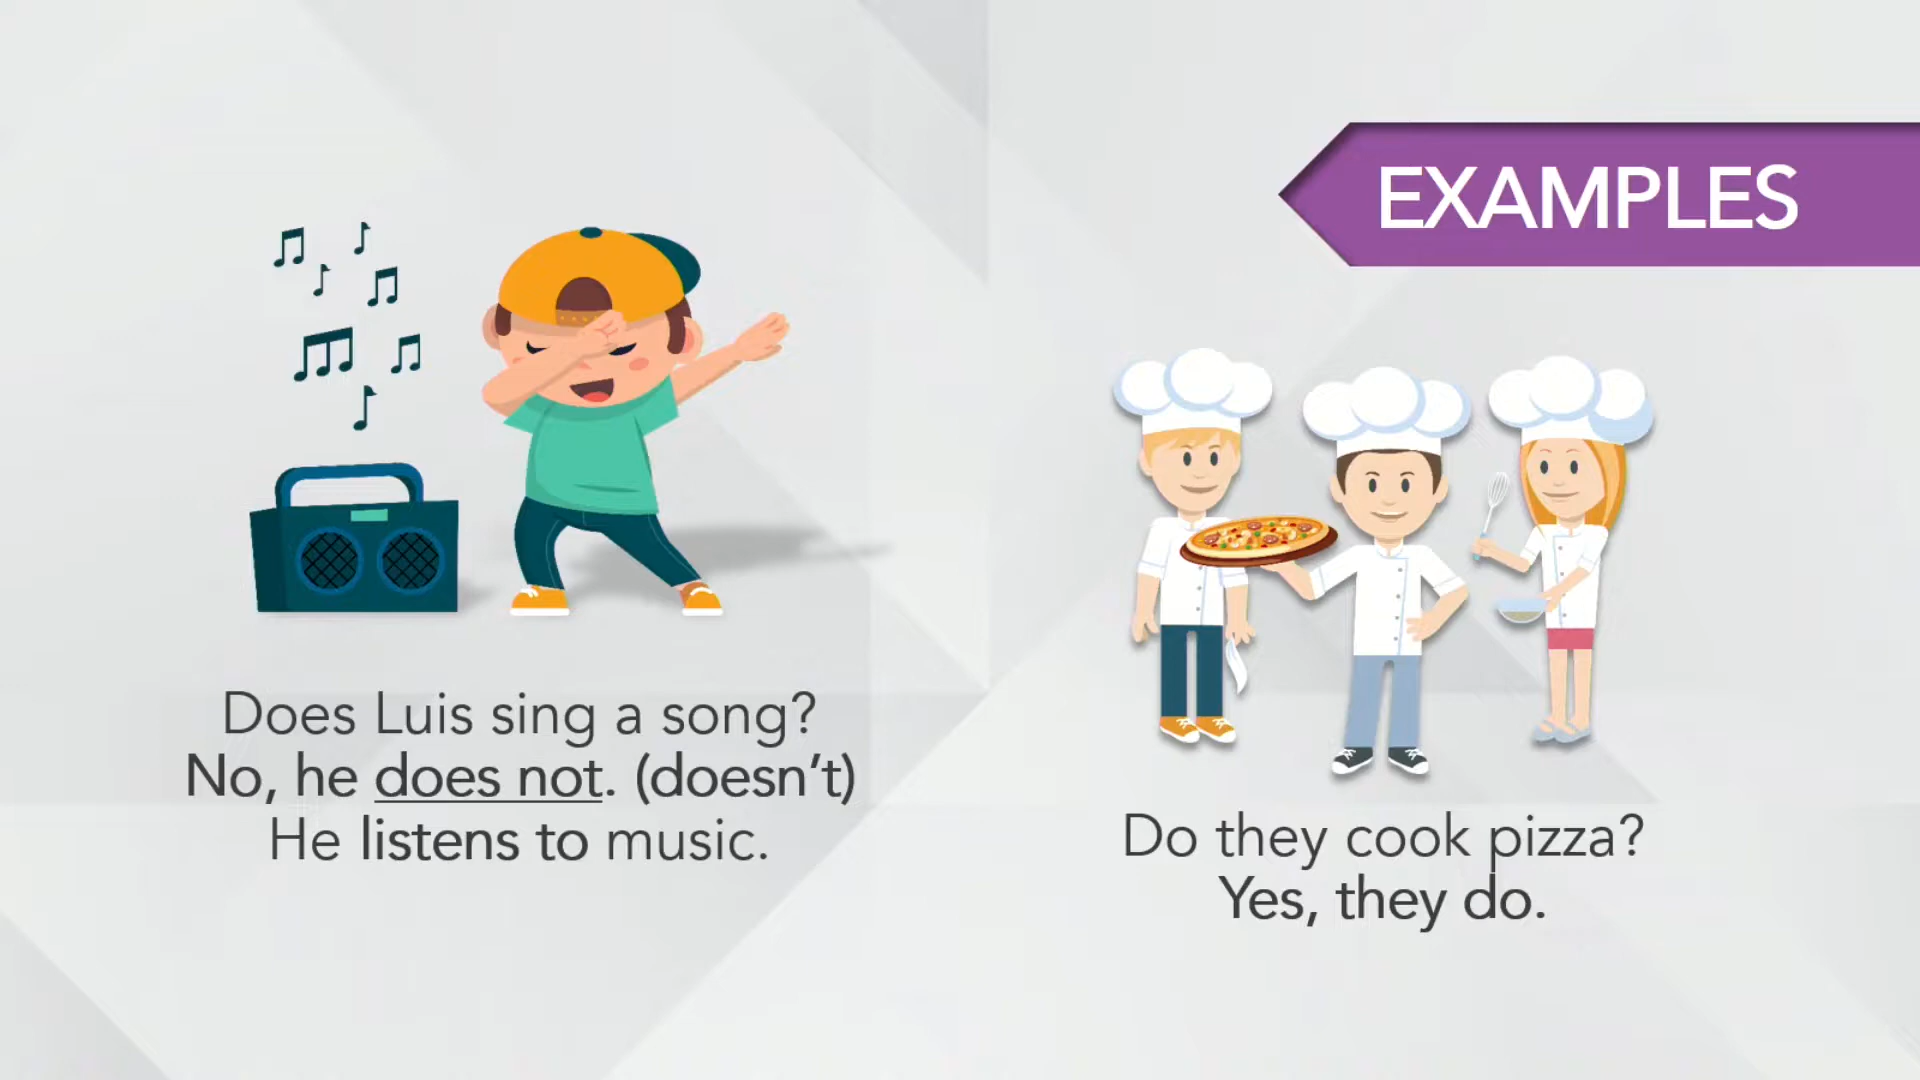 EXAMPLES
Does Luis sing a song?
No, he does not. (doesn't)
He listens to music.
Do they cook pizza?
Yes, they do.